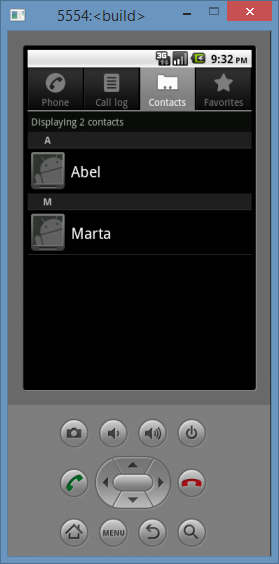 5554:<build>
3G 9:32 PM
Phone Call log Contacts Favorites
Displaying 2 contacts
A
Abel
M
Marta
MENU